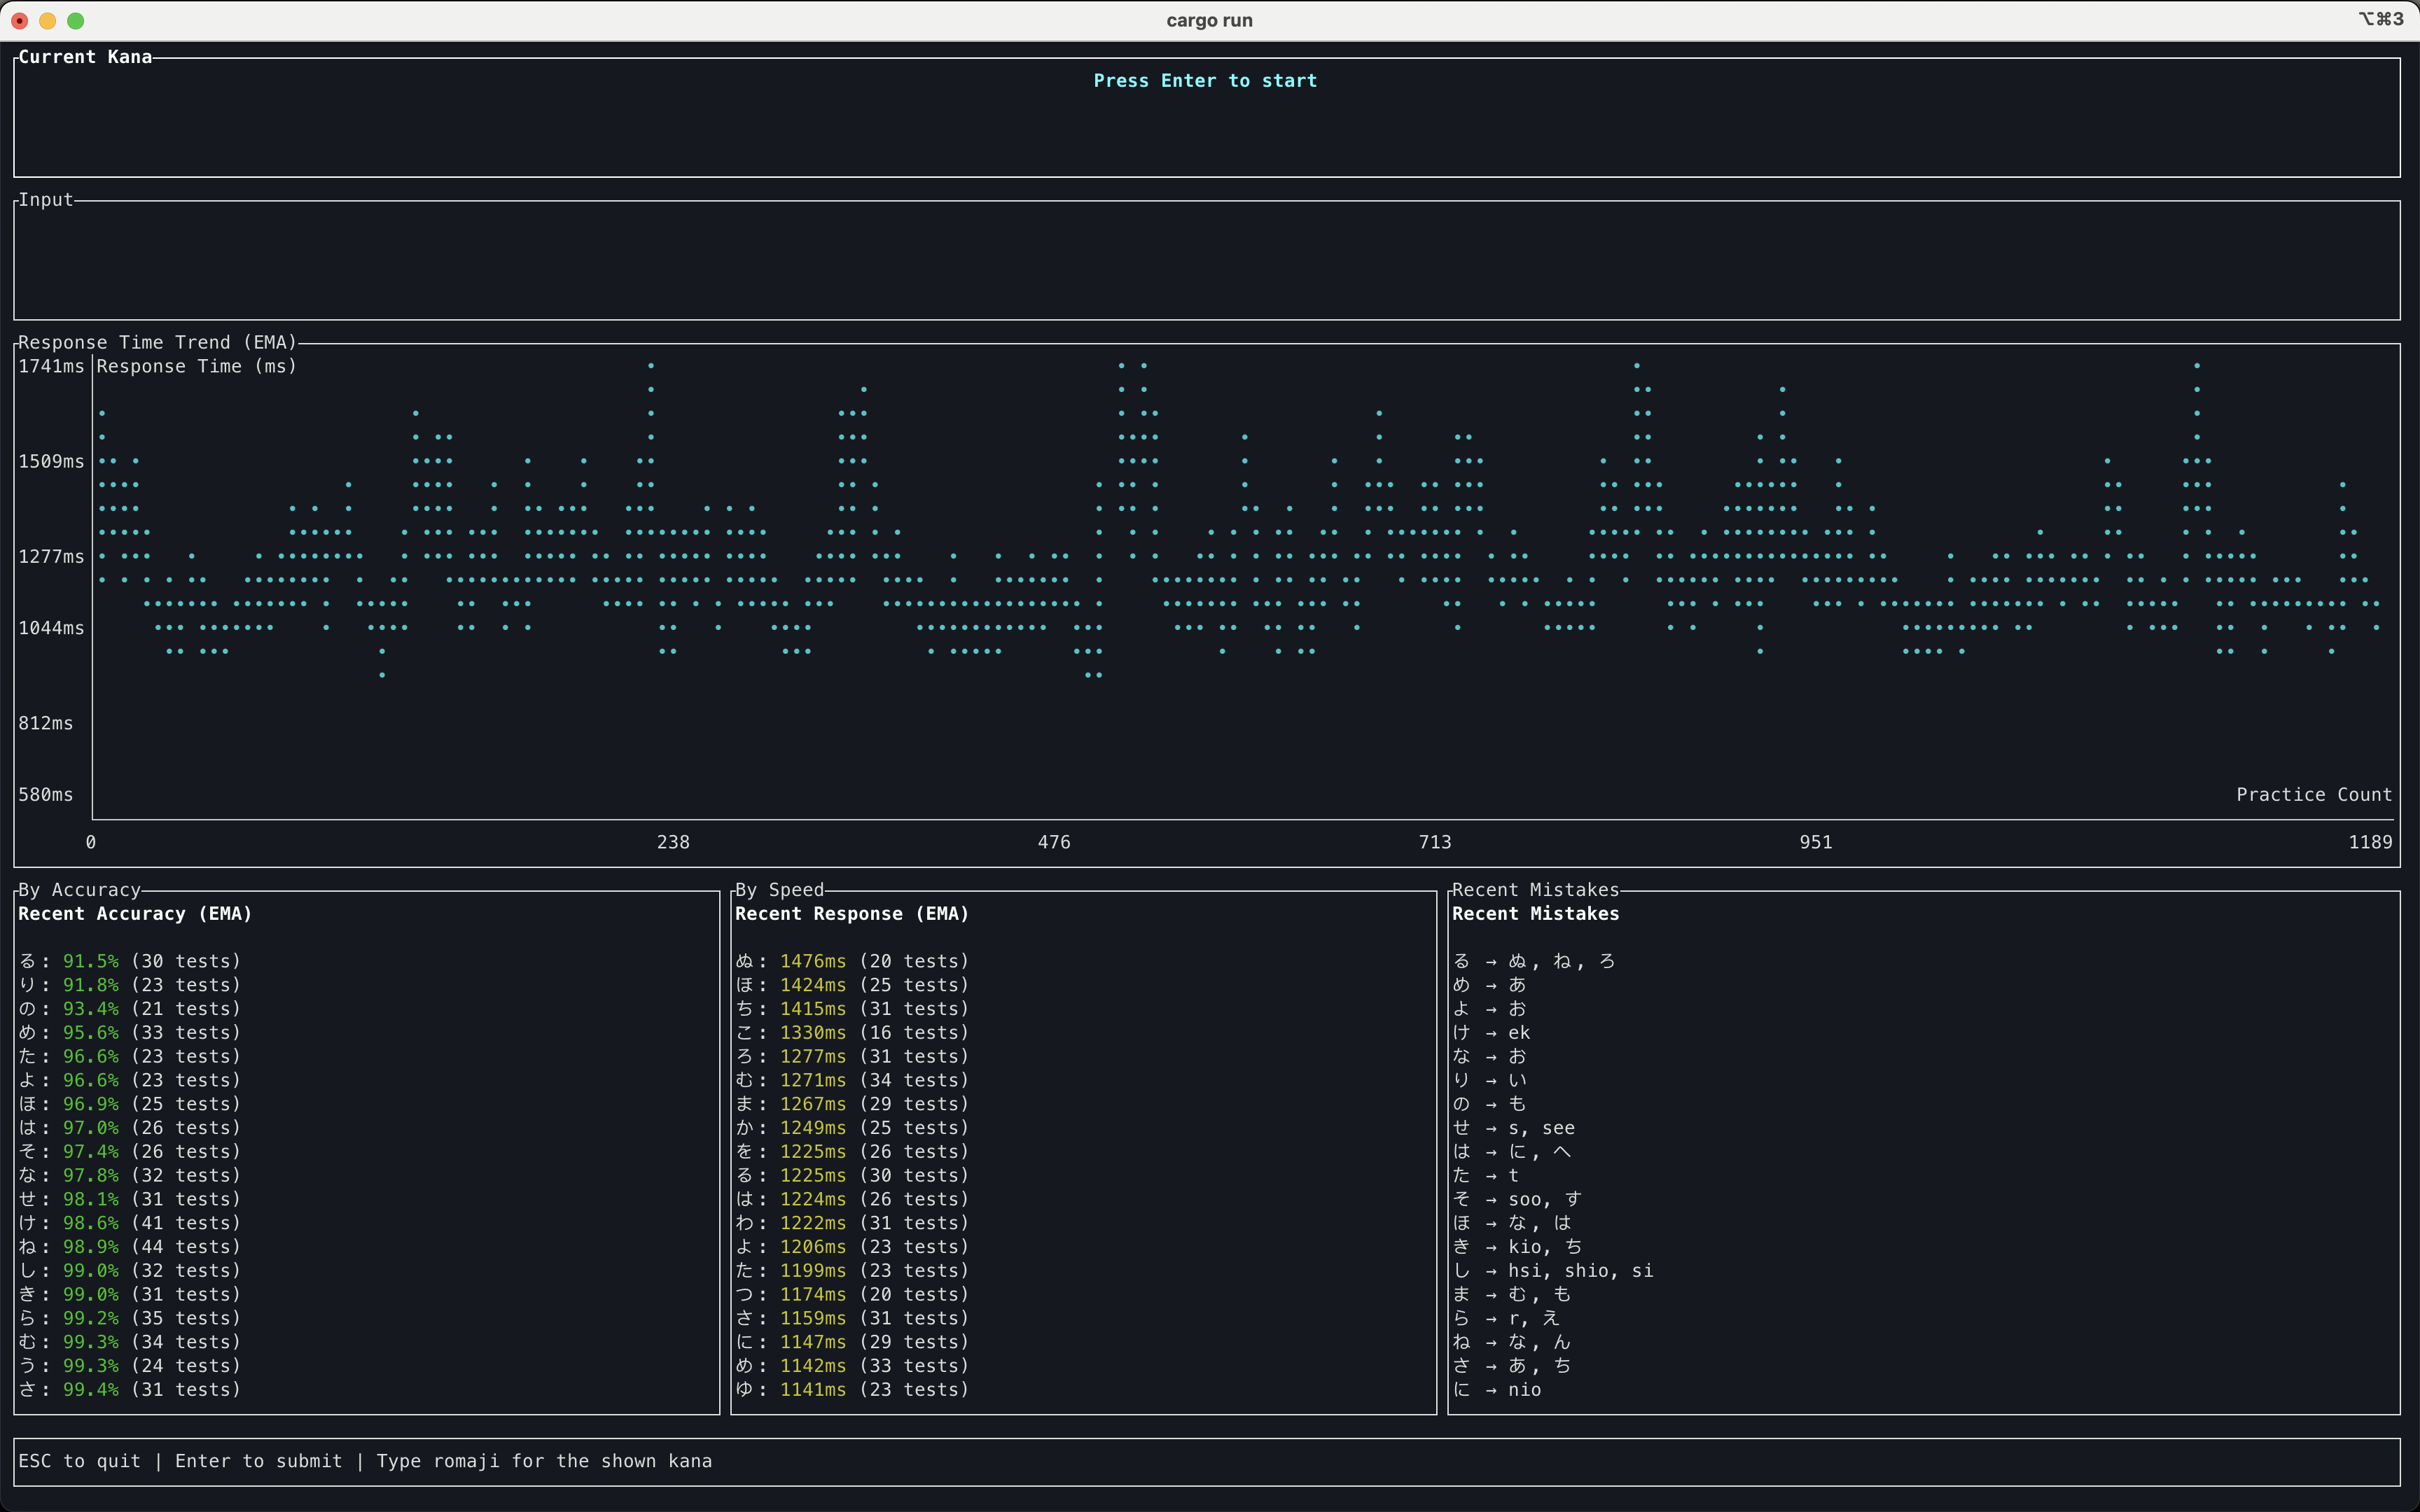 cargo run
⌥⌘3
Current Kana
Press Enter to start
Input
Response Time Trend (EMA)
1741ms Response Time (ms)
1509ms
1277ms
1044ms
812ms
580ms
Practice Count
0 238 476 713 951 1189
By Accuracy
Recent Accuracy (EMA)
る: 91.5% (30 tests)
り: 91.8% (23 tests)
の: 93.4% (21 tests)
め: 95.6% (33 tests)
た: 96.6% (23 tests)
よ: 96.6% (23 tests)
ほ: 96.9% (25 tests)
は: 97.0% (26 tests)
そ: 97.4% (26 tests)
な: 97.8% (32 tests)
せ: 98.1% (31 tests)
け: 98.6% (41 tests)
ね: 98.9% (44 tests)
し: 99.0% (32 tests)
き: 99.0% (31 tests)
ら: 99.2% (35 tests)
む: 99.3% (34 tests)
う: 99.3% (24 tests)
さ: 99.4% (31 tests)
By Speed
Recent Response (EMA)
ぬ: 1476ms (20 tests)
ほ: 1424ms (25 tests)
ち: 1415ms (31 tests)
こ: 1330ms (16 tests)
ろ: 1277ms (31 tests)
む: 1271ms (34 tests)
ま: 1267ms (29 tests)
か: 1249ms (25 tests)
を: 1225ms (26 tests)
る: 1225ms (30 tests)
は: 1224ms (26 tests)
わ: 1222ms (31 tests)
よ: 1206ms (23 tests)
た: 1199ms (23 tests)
つ: 1174ms (20 tests)
さ: 1159ms (31 tests)
に: 1147ms (29 tests)
め: 1142ms (33 tests)
ゆ: 1141ms (23 tests)
Recent Mistakes
Recent Mistakes
る → ぬ, ね, ろ
め → あ
よ → お
け → ek
な → お
り → い
の → も
せ → s, see
は → に, へ
た → t
そ → soo, す
ほ → な, は
き → kio, ち
し → hsi, shio, si
ま → む, も
ら → r, え
ね → な, ん
さ → あ, ち
に → nio
ESC to quit | Enter to submit | Type romaji for the shown kana